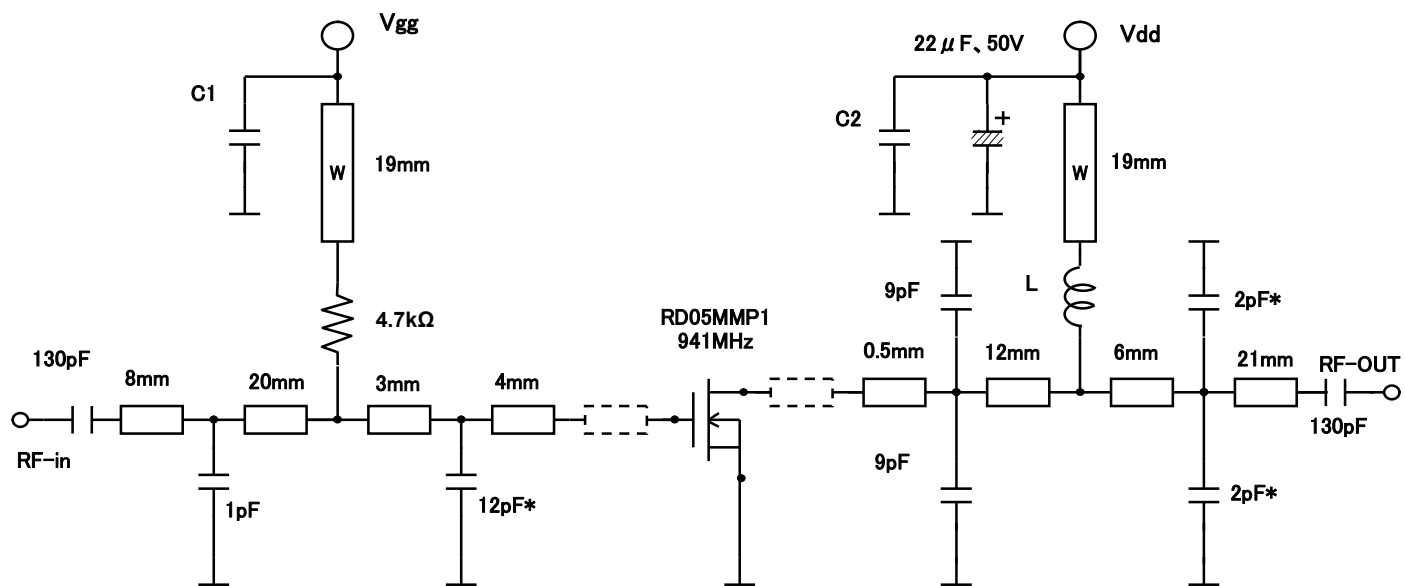 Vgg
22μF、50V
Vdd
C1
C2
+
W
19mm
W
19mm
4.7kΩ
9pF
L
2pF*
RD05MMP1
941MHz
130pF
8mm
20mm
3mm
4mm
0.5mm
12mm
6mm
21mm
RF-OUT
130pF
RF-in
1pF
12pF*
9pF
2pF*